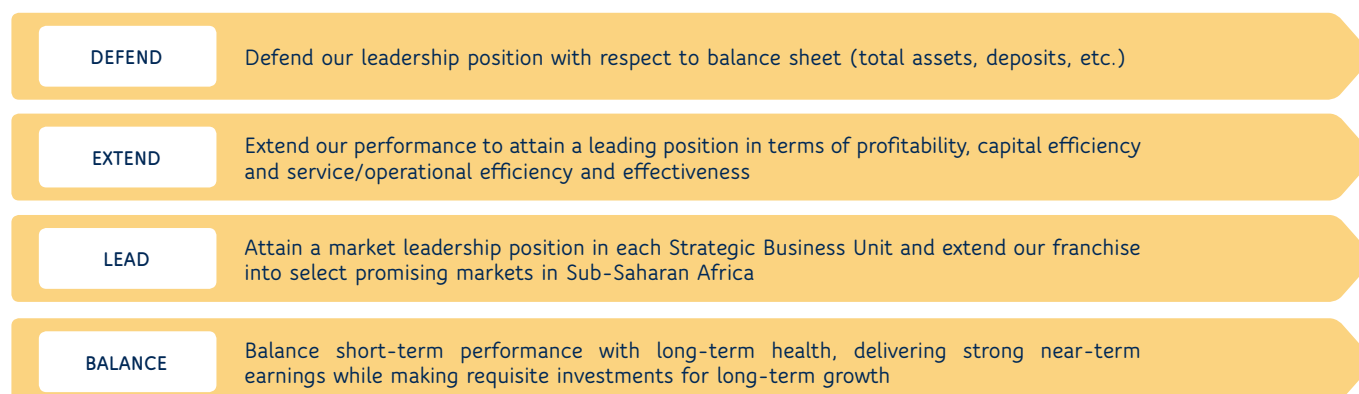 DEFEND
Defend our leadership position with respect to balance sheet (total assets, deposits, etc.)
EXTEND
Extend our performance to attain a leading position in terms of profitability, capital efficiency
and service/operational efficiency and effectiveness
LEAD
Attain a market leadership position in each Strategic Business Unit and extend our franchise
into select promising markets in Sub-Saharan Africa
BALANCE
Balance short-term performance with long-term health, delivering strong near-term
earnings while making requisite investments for long-term growth